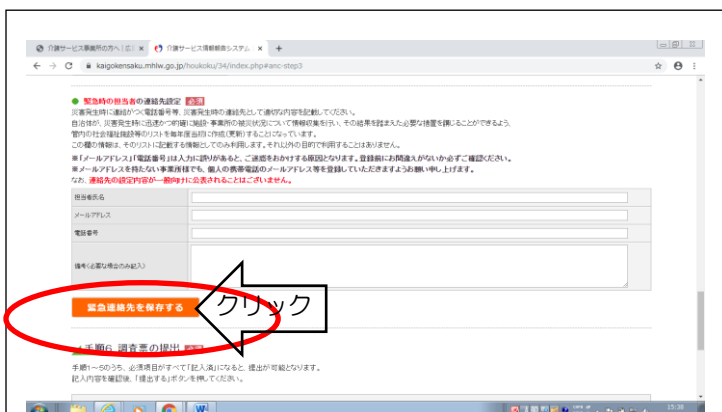 介護サービス事業所の方へ（広）
介護サービス情報報告システム
kaigokensaku.mhlw.go.jp/houkoku/34/index.php#anc-step3
緊急時の担当者の連絡先設定 必須
災害発生時に連絡がつく電話番号等、災害発生時の連絡先として適切な内容を記載してください。
自治体が、災害発生時に迅速かつ的確に施設・事業所の被災状況について情報収集を行い、その結果を踏まえた必要な措置を講じることができるよう、
管内の社会福祉施設等のリストを毎年度当初に作成（更新）することになっています。
この欄の情報は、そのリストに記載する情報としてのみ利用します。それ以外の目的で利用することはありません。
※「メールアドレス」「電話番号」は入力に誤りがあると、ご迷惑をおかけする原因となります。登録前にお間違えがないか必ずご確認ください。
※メールアドレスを持たない事業所様でも、個人の携帯電話のメールアドレス等を登録していただきますようお願い申し上げます。
なお、連絡先の設定内容が一般向けに公表されることはございません。
担当者氏名
メールアドレス
電話番号
備考（必要な場合のみ記入）
緊急連絡先を保存する
クリック
手順6 調査票の提出 必須
手順1～5のうち、必須項目がすべて「記入済」になると、提出が可能となります。
記入内容を確認後、「提出する」ボタンを押してください。
15:38